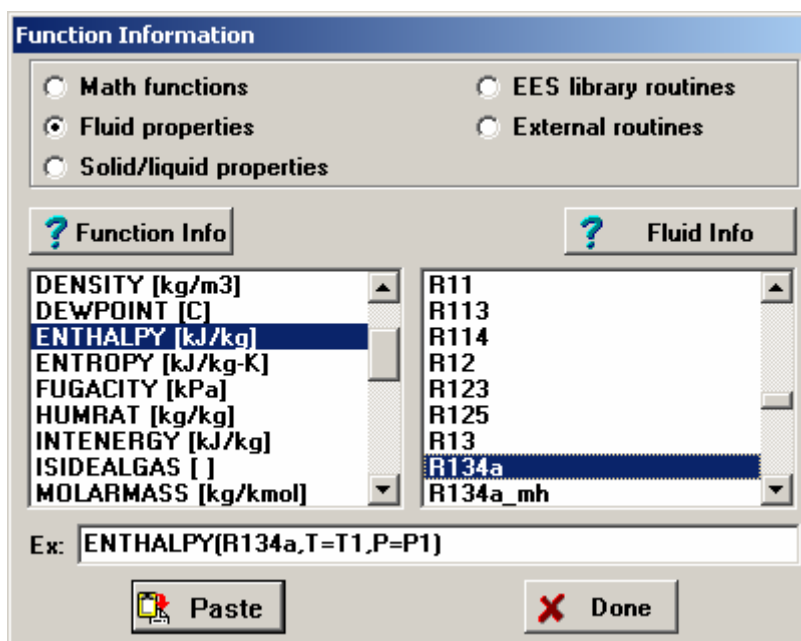 Function Information
Math functions
EES library routines
Fluid properties
External routines
Solid/liquid properties
? Function Info
? Fluid Info
DENSITY [kg/m3]
DEWPOINT [C]
ENTHALPY [kJ/kg]
ENTROPY [kJ/kg-K]
FUGACITY [kPa]
HUMRAT [kg/kg]
INTENERGY [kJ/kg]
ISIDEALGAS [ ]
MOLARMASS [kg/kmol]
R11
R113
R114
R12
R123
R125
R13
R134a
R134a_mh
Ex: ENTHALPY(R134a,T=T1,P=P1)
Paste
Done